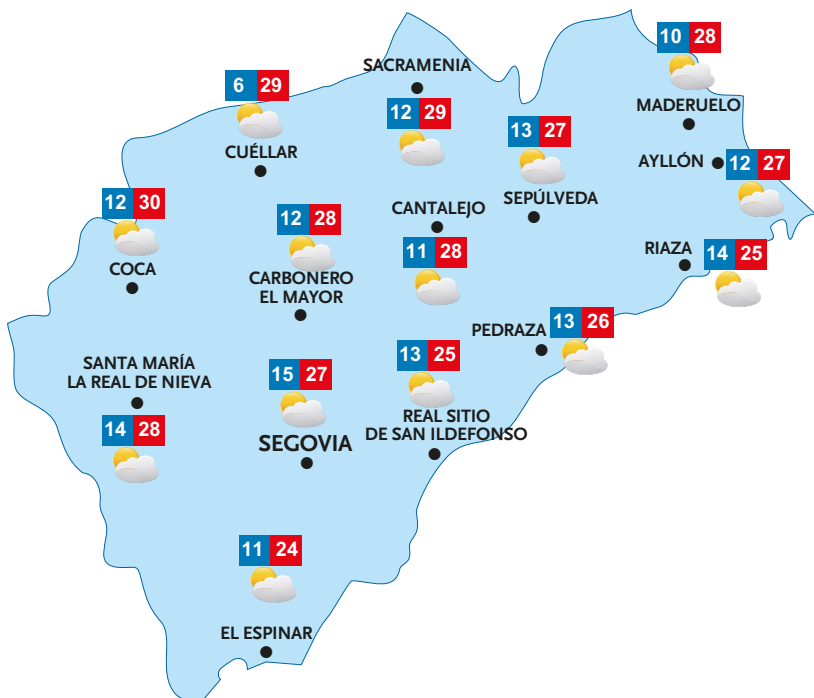 10 28
MADERUELO
SACRAMENIA
12 29
6 29
CUÉLLAR
13 27
SEPÚLVEDA
AYLLÓN
12 27
12 30
COCA
12 28
CARBONERO
EL MAYOR
CANTALEJO
11 28
RIAZA
14 25
PEDRAZA
13 26
SANTA MARÍA
LA REAL DE NIEVA
14 28
15 27
SEGOVIA
13 25
REAL SITIO
DE SAN ILDEFONSO
11 24
EL ESPINAR